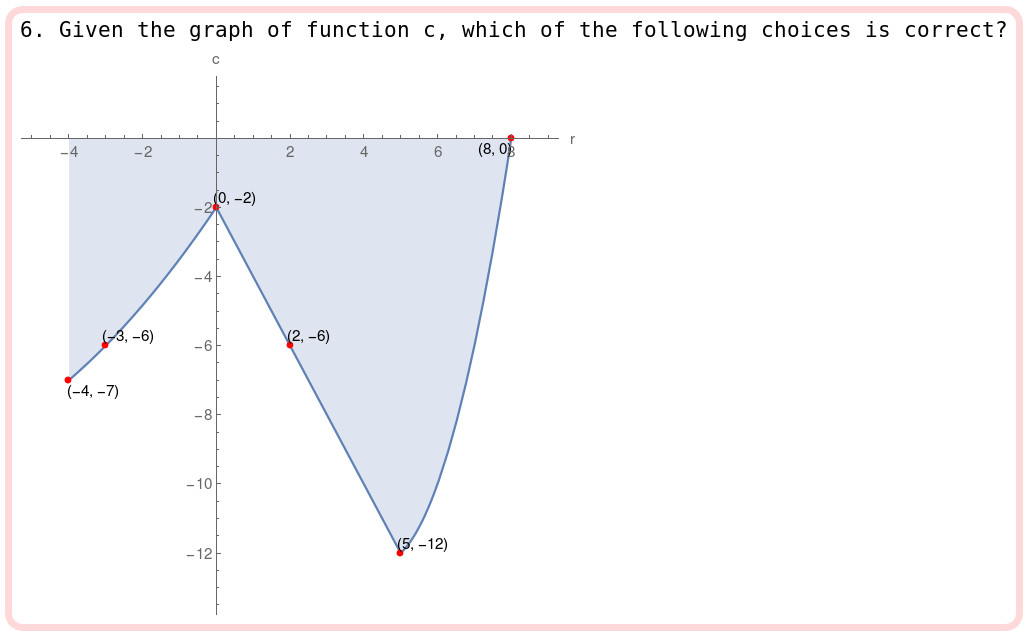 6. Given the graph of function c, which of the following choices is correct?
c
r
−4 −2 2 4 6 8
(8, 0)
(0, −2)
−2
−4
(−3, −6) (2, −6)
−6
(−4, −7)
−8
−10
(5, −12)
−12